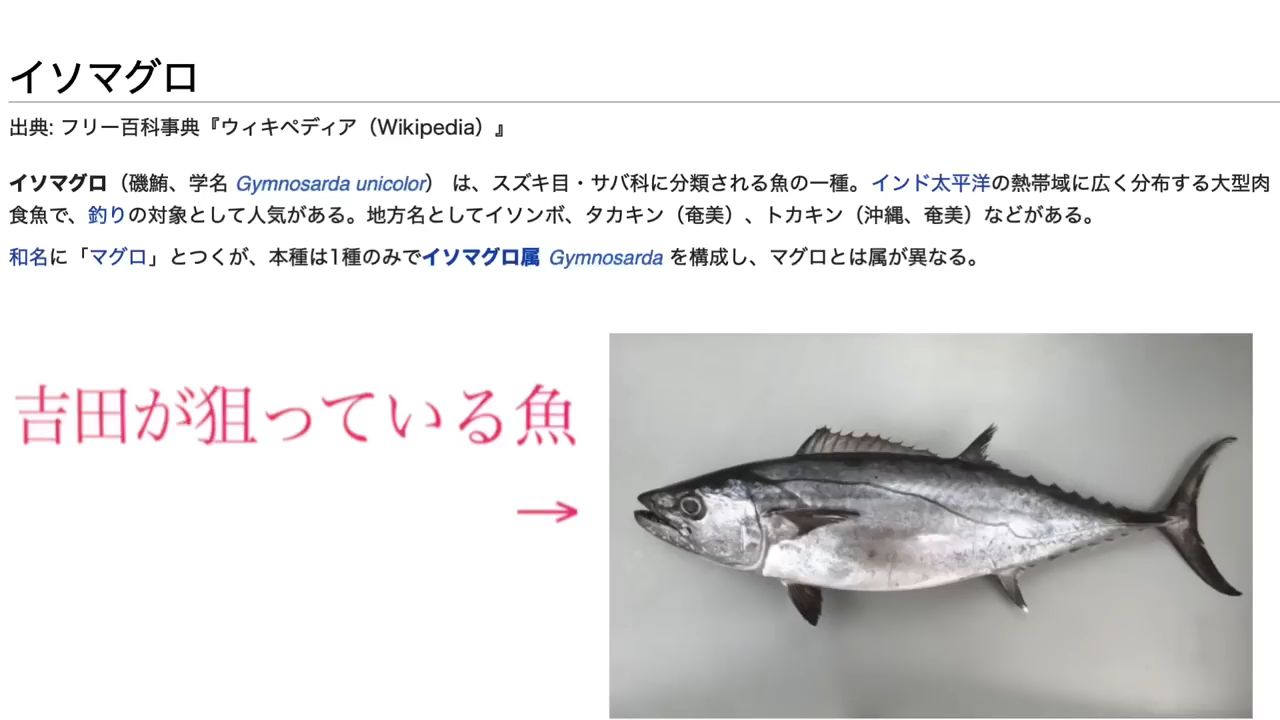 イソマグロ
出典: フリー百科事典『ウィキペディア（Wikipedia）』
イソマグロ（磯鮪、学名 Gymnosarda unicolor） は、スズキ目・サバ科に分類される魚の一種。インド太平洋の熱帯域に広く分布する大型肉
食魚で、釣りの対象として人気がある。地方名としてイソンボ、タカキン（奄美）、トカキン（沖縄、奄美）などがある。
和名に「マグロ」とつくが、本種は1種のみでイソマグロ属 Gymnosarda を構成し、マグロとは属が異なる。
吉田が狙っている魚
→